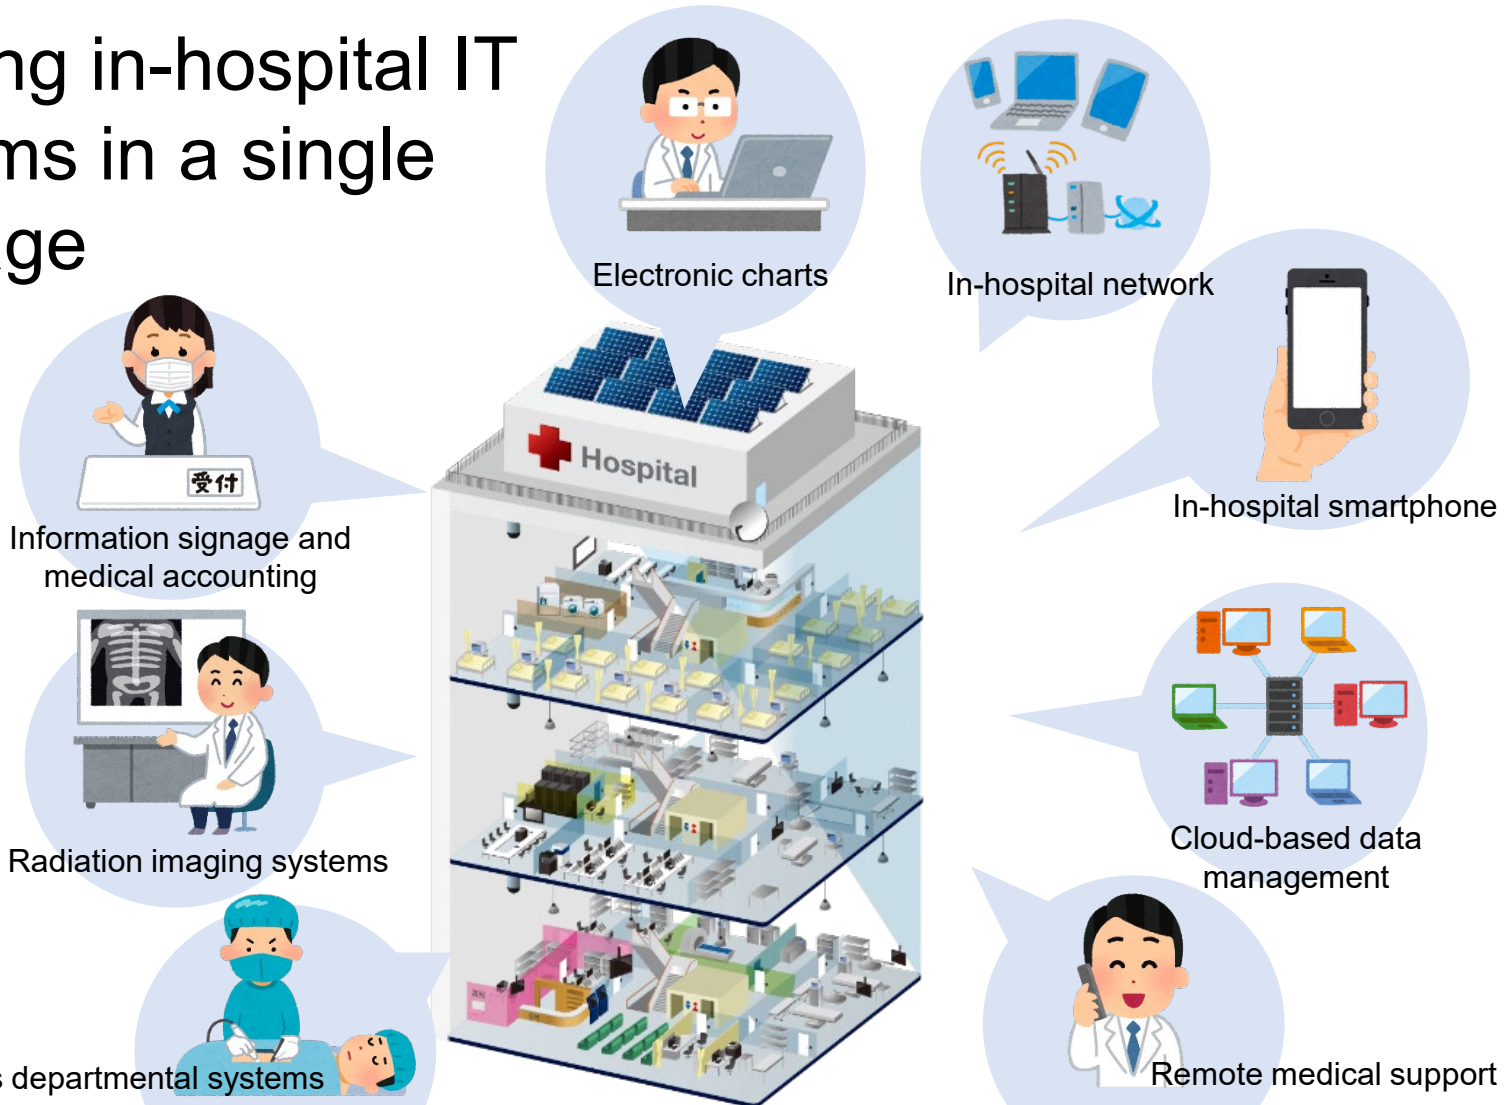 ng in-hospital IT
ms in a single
age
Electronic charts
In-hospital network
In-hospital smartphone
受付
Hospital
Information signage and
medical accounting
Radiation imaging systems
Cloud-based data
management
s departmental systems
Remote medical support